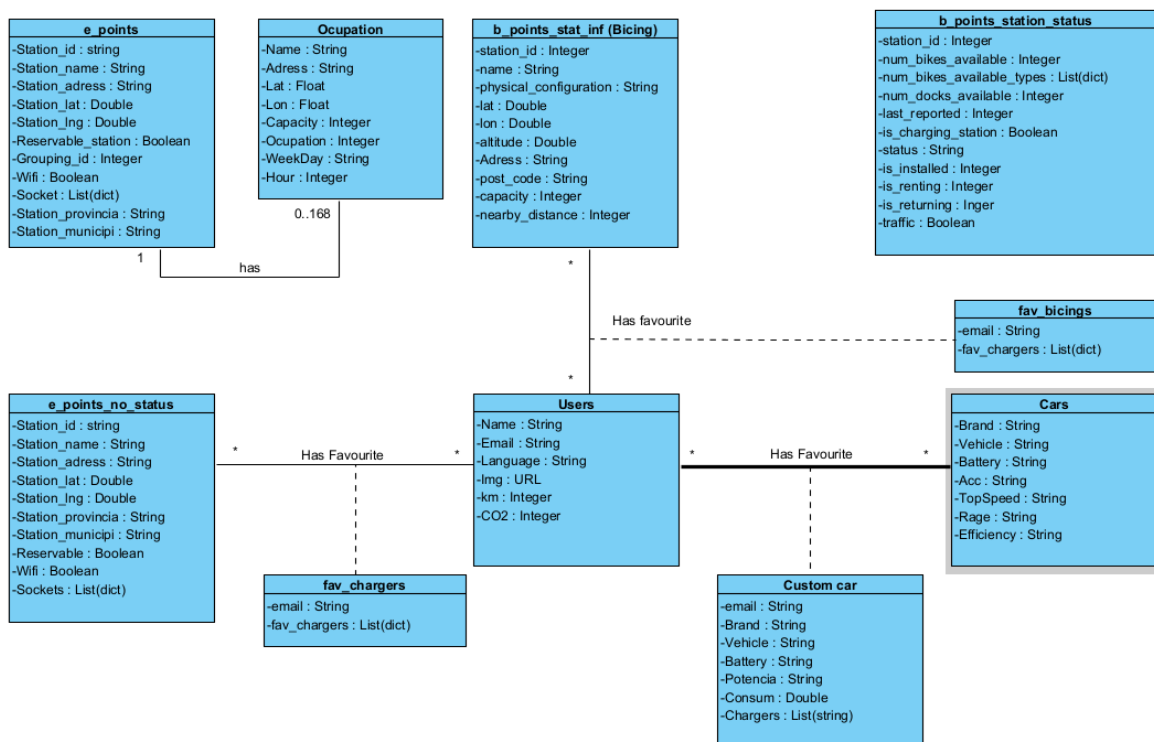 e_points
-Station_id : string
-Station_name : String
-Station_adress : String
-Station_lat : Double
-Station_lng : Double
-Reservable_station : Boolean
-Grouping_id : Integer
-Wifi : Boolean
-Socket : List(dict)
-Station_provincia : String
-Station_municipi : String
Ocupation
-Name : String
-Adress : String
-Lat : Float
-Lon : Float
-Capacity : Integer
-Ocupation : Integer
-WeekDay : String
-Hour : Integer
0..168
1
has
b_points_stat_inf (Bicing)
-station_id : Integer
-name : String
-physical_configuration : String
-lat : Double
-lon : Double
-altitude : Double
-Adress : String
-post_code : String
-capacity : Integer
-nearby_distance : Integer
b_points_station_status
-station_id : Integer
-num_bikes_available : Integer
-num_bikes_available_types : List(dict)
-num_docks_available : Integer
-last_reported : Integer
-is_charging_station : Boolean
-status : String
-is_installed : Integer
-is_renting : Integer
-is_returning : Inger
-traffic : Boolean
*
Has favourite
*
fav_bicings
-email : String
-fav_chargers : List(dict)
e_points_no_status
-Station_id : string
-Station_name : String
-Station_adress : String
-Station_lat : Double
-Station_lng : Double
-Station_provincia : String
-Station_municipi : String
-Reservable : Boolean
-Wifi : Boolean
-Sockets : List(dict)
* Has Favourite *
fav_chargers
-email : String
-fav_chargers : List(dict)
Users
-Name : String
-Email : String
-Language : String
-Img : URL
-km : Integer
-CO2 : Integer
* Has Favourite *
Cars
-Brand : String
-Vehicle : String
-Battery : String
-Acc : String
-TopSpeed : String
-Rage : String
-Efficiency : String
Custom car
-email : String
-Brand : String
-Vehicle : String
-Battery : String
-Potencia : String
-Consum : Double
-Chargers : List(string)